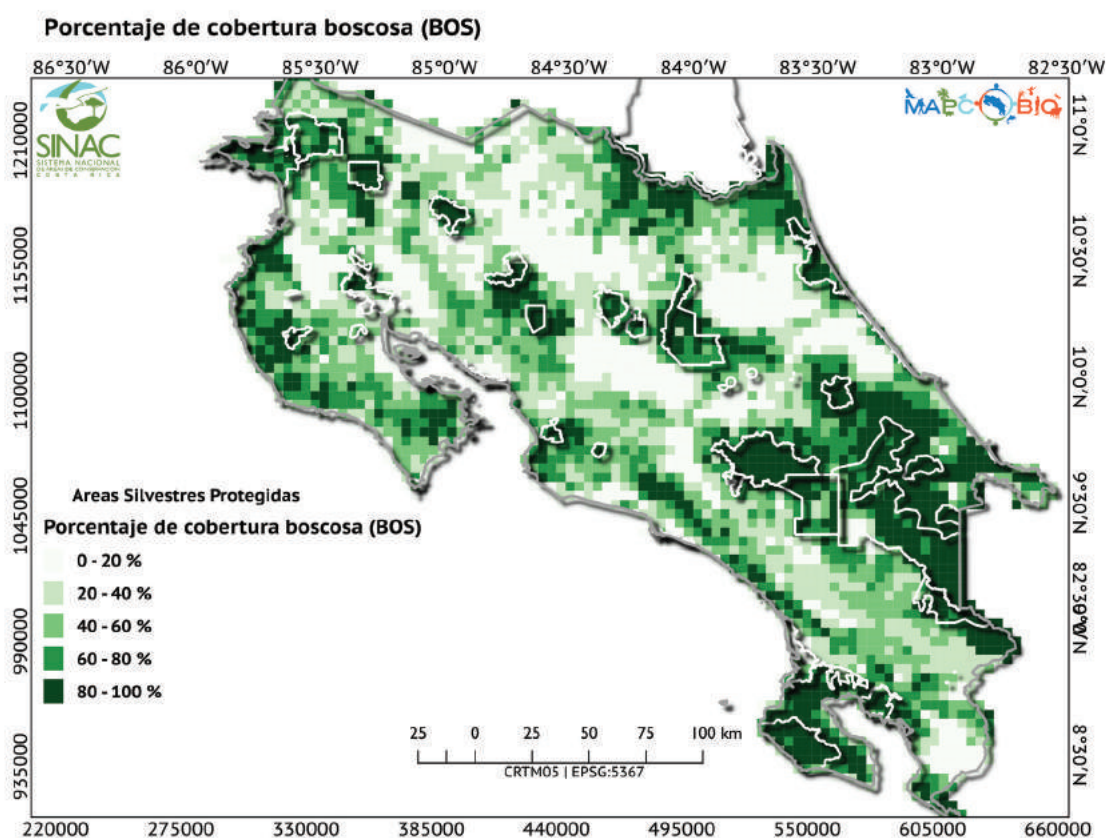 Porcentaje de cobertura boscosa (BOS)
86°30'W 86°0'W 85°30'W 85°0'W 84°30'W 84°0'W 83°30'W 83°0'W 82°30'W
SINAC
SISTEMA NACIONAL
DE ÁREAS DE CONSERVACIÓN
COSTA RICA
MAPCOBIO
1210000
1155000
1100000
1045000
990000
935000
11°0'N
10°30'N
10°0'N
9°30'N
8°30'N
Areas Silvestres Protegidas
Porcentaje de cobertura boscosa (BOS)
0 - 20 %
20 - 40 %
40 - 60 %
60 - 80 %
80 - 100 %
25 0 25 50 75 100 km
CRTM05 | EPSG:5367
220000 275000 330000 385000 440000 495000 550000 605000 660000